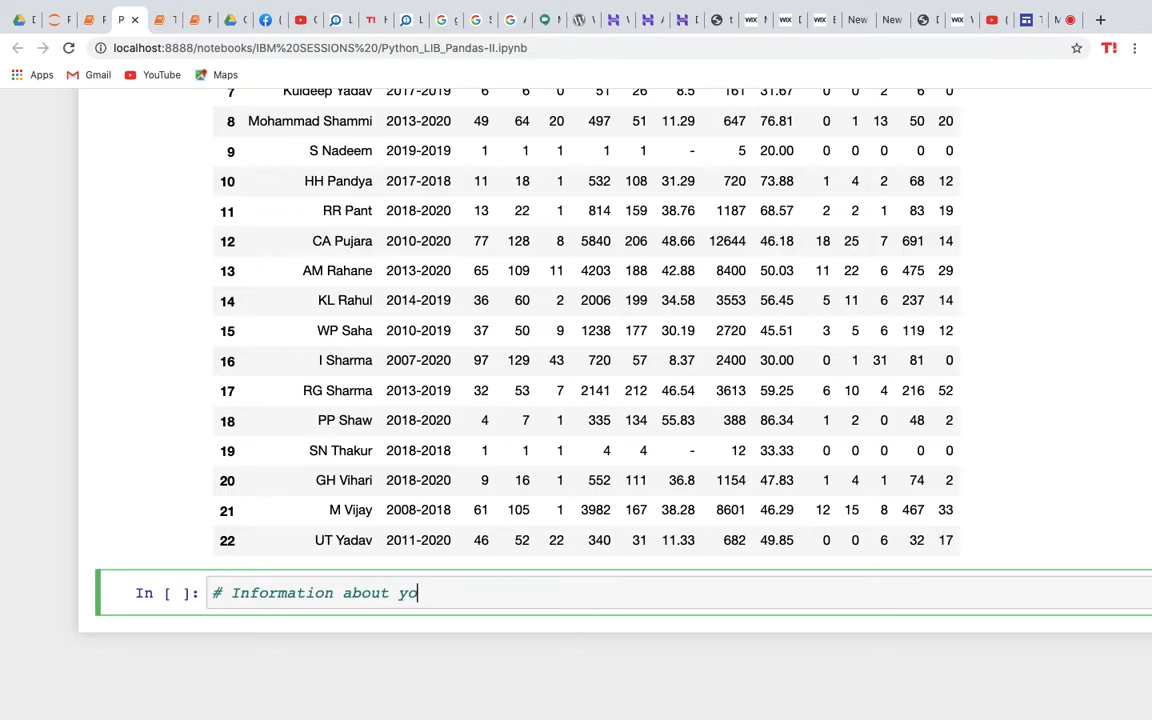 localhost:8888/notebooks/IBM%20SESSIONS%20/Python_LIB_Pandas-II.ipynb
Apps Gmail YouTube Maps
7 Kuldeep Yadav 2017-2019 6 6 0 51 26 8.5 161 31.67 0 0 2 6 0
8 Mohammad Shammi 2013-2020 49 64 20 497 51 11.29 647 76.81 0 1 13 50 20
9 S Nadeem 2019-2019 1 1 1 1 1 - 5 20.00 0 0 0 0 0
10 HH Pandya 2017-2018 11 18 1 532 108 31.29 720 73.88 1 4 2 68 12
11 RR Pant 2018-2020 13 22 1 814 159 38.76 1187 68.57 2 2 1 83 19
12 CA Pujara 2010-2020 77 128 8 5840 206 48.66 12644 46.18 18 25 7 691 14
13 AM Rahane 2013-2020 65 109 11 4203 188 42.88 8400 50.03 11 22 6 475 29
14 KL Rahul 2014-2019 36 60 2 2006 199 34.58 3553 56.45 5 11 6 237 14
15 WP Saha 2010-2019 37 50 9 1238 177 30.19 2720 45.51 3 5 6 119 12
16 I Sharma 2007-2020 97 129 43 720 57 8.37 2400 30.00 0 1 31 81 0
17 RG Sharma 2013-2019 32 53 7 2141 212 46.54 3613 59.25 6 10 4 216 52
18 PP Shaw 2018-2020 4 7 1 335 134 55.83 388 86.34 1 2 0 48 2
19 SN Thakur 2018-2018 1 1 1 4 4 - 12 33.33 0 0 0 0 0
20 GH Vihari 2018-2020 9 16 1 552 111 36.8 1154 47.83 1 4 1 74 2
21 M Vijay 2008-2018 61 105 1 3982 167 38.28 8601 46.29 12 15 8 467 33
22 UT Yadav 2011-2020 46 52 22 340 31 11.33 682 49.85 0 0 6 32 17
In [ ]: # Information about yo